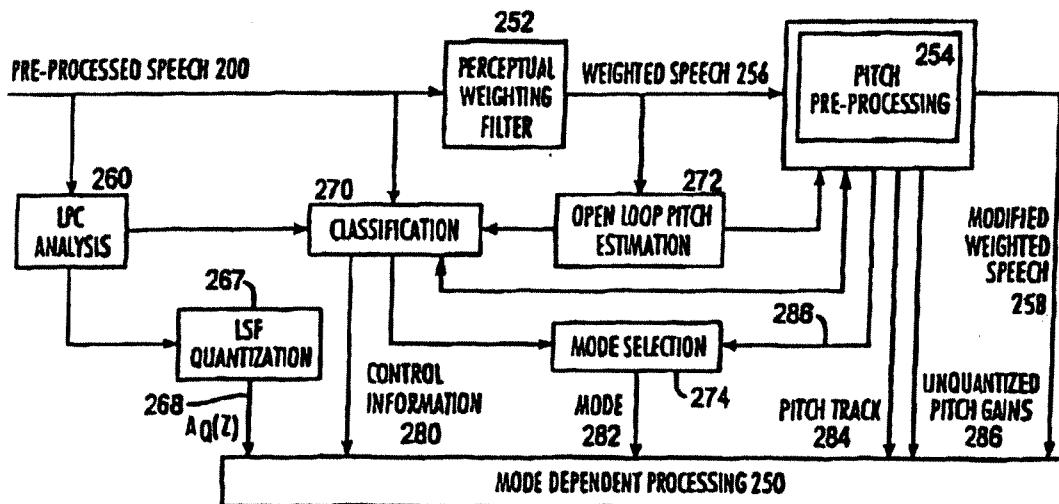 252
PRE-PROCESSED SPEECH 200
PERCEPTUAL
WEIGHTING
FILTER
WEIGHTED SPEECH 256
254
PITCH
PRE-PROCESSING
260
LPC
ANALYSIS
270
CLASSIFICATION
272
OPEN LOOP PITCH
ESTIMATION
MODIFIED
WEIGHTED
SPEECH
258
267
LSF
QUANTIZATION
288
MODE SELECTION
274
268
AQ(Z)
CONTROL
INFORMATION
280
MODE
282
PITCH TRACK
284
UNQUANTIZED
PITCH GAINS
286
MODE DEPENDENT PROCESSING 250